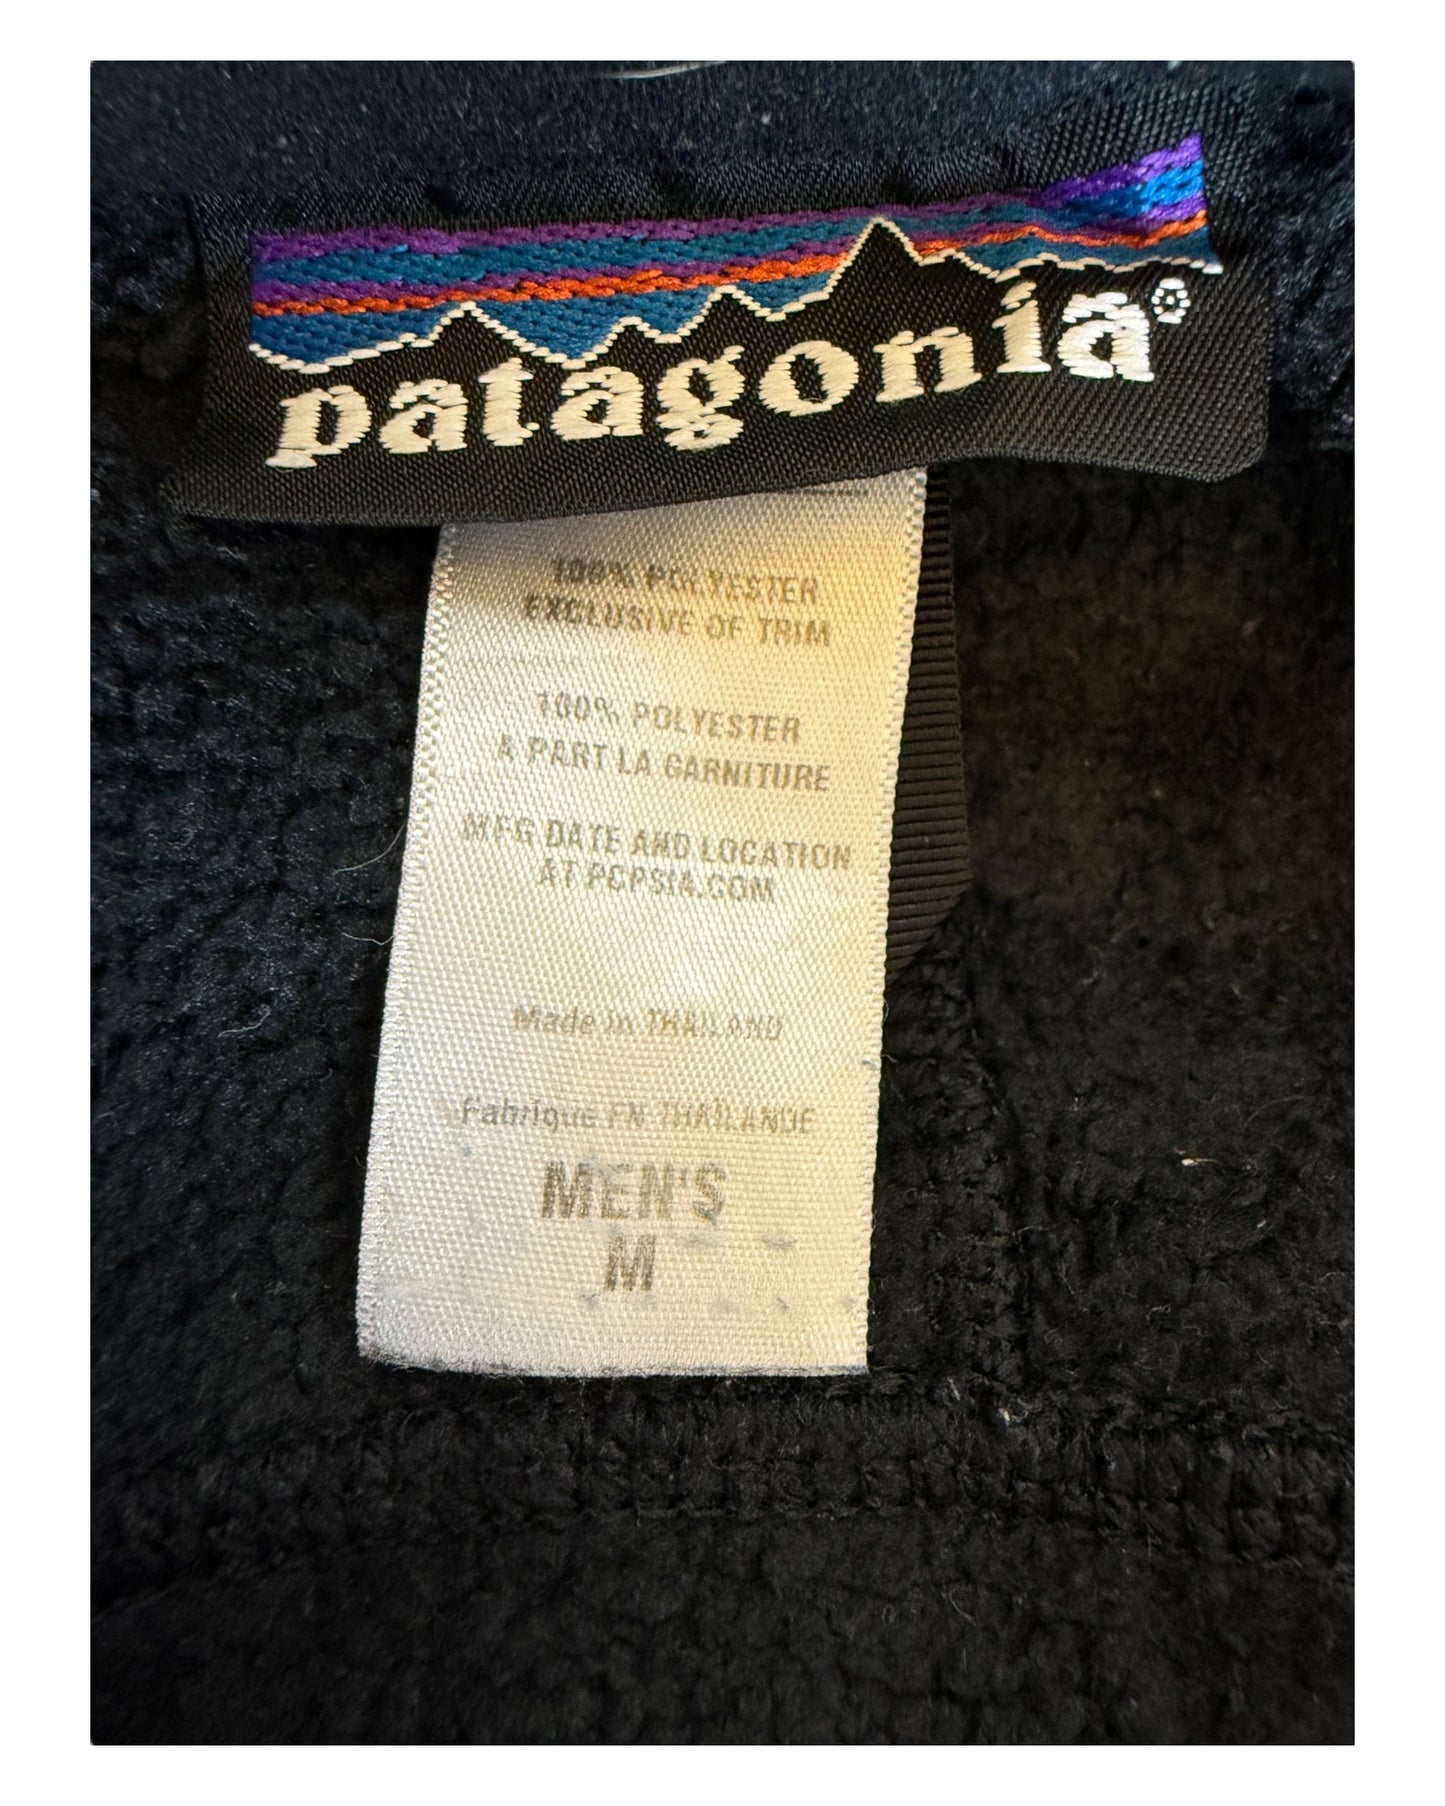 patagonia®
100% POLYESTER
EXCLUSIVE OF TRIM
100% POLYESTER
À PART LA GARNITURE
MFG DATE AND LOCATION
AT PCPSIA.COM
Made in THAILAND
Fabriqué EN THAÏLANDE
MEN'S
M